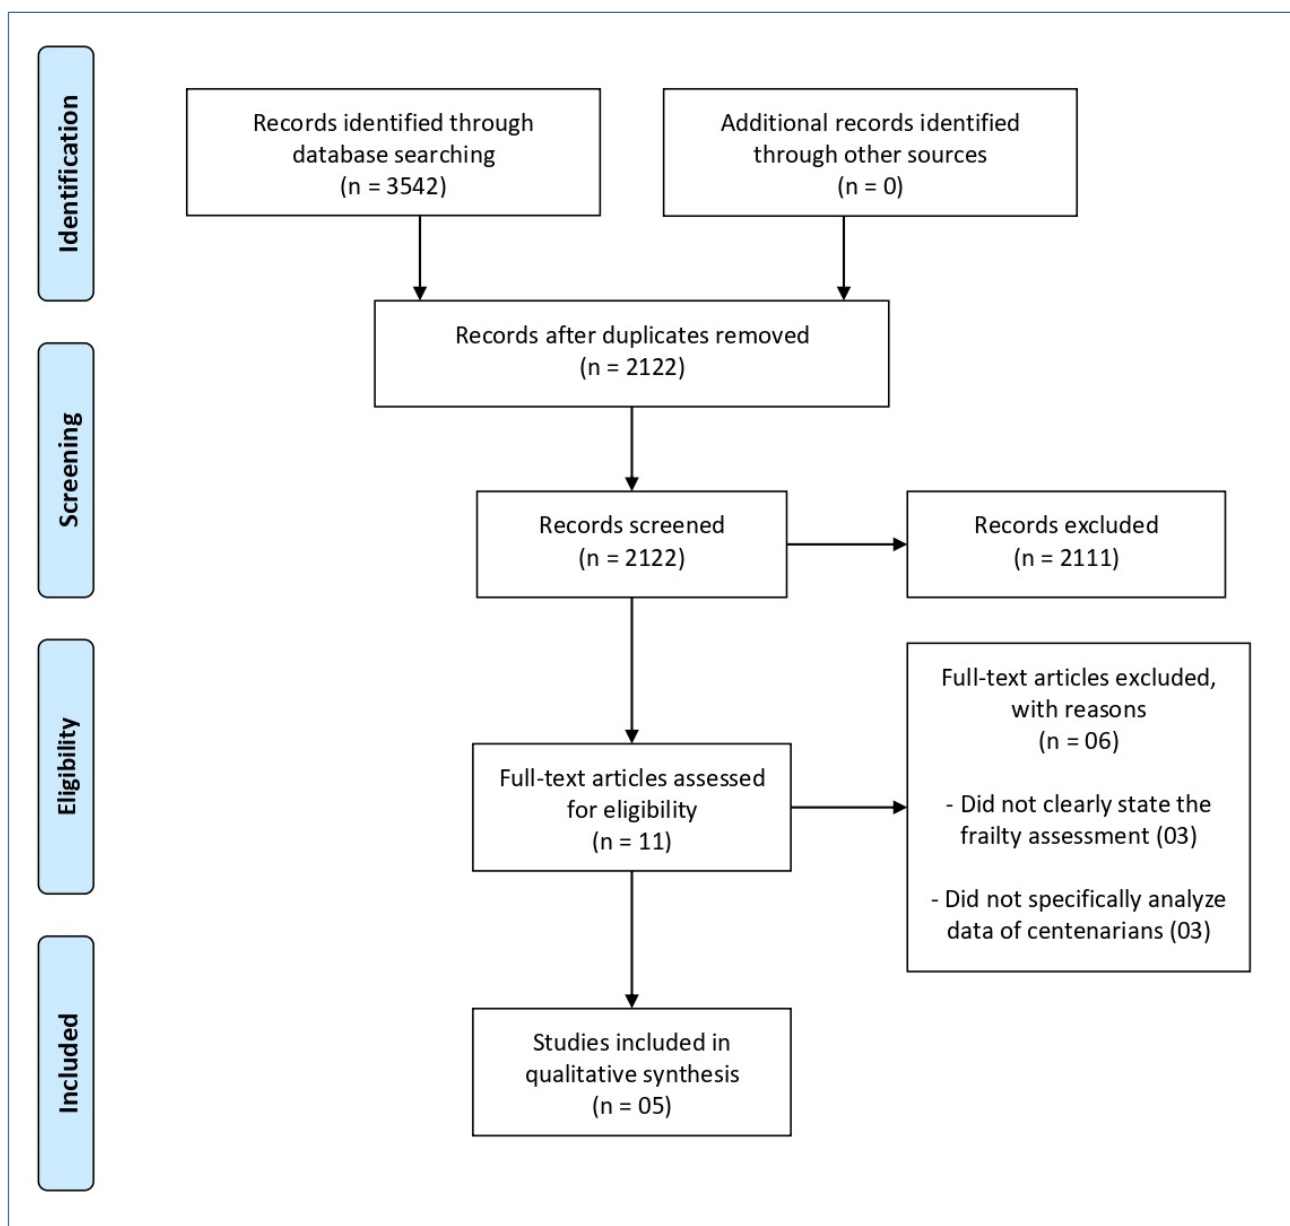 Identification
Records identified through
database searching
(n = 3542)
Additional records identified
through other sources
(n = 0)
Records after duplicates removed
(n = 2122)
Screening
Records screened
(n = 2122)
Records excluded
(n = 2111)
Eligibility
Full-text articles assessed
for eligibility
(n = 11)
Full-text articles excluded,
with reasons
(n = 06)
- Did not clearly state the
frailty assessment (03)
- Did not specifically analyze
data of centenarians (03)
Included
Studies included in
qualitative synthesis
(n = 05)